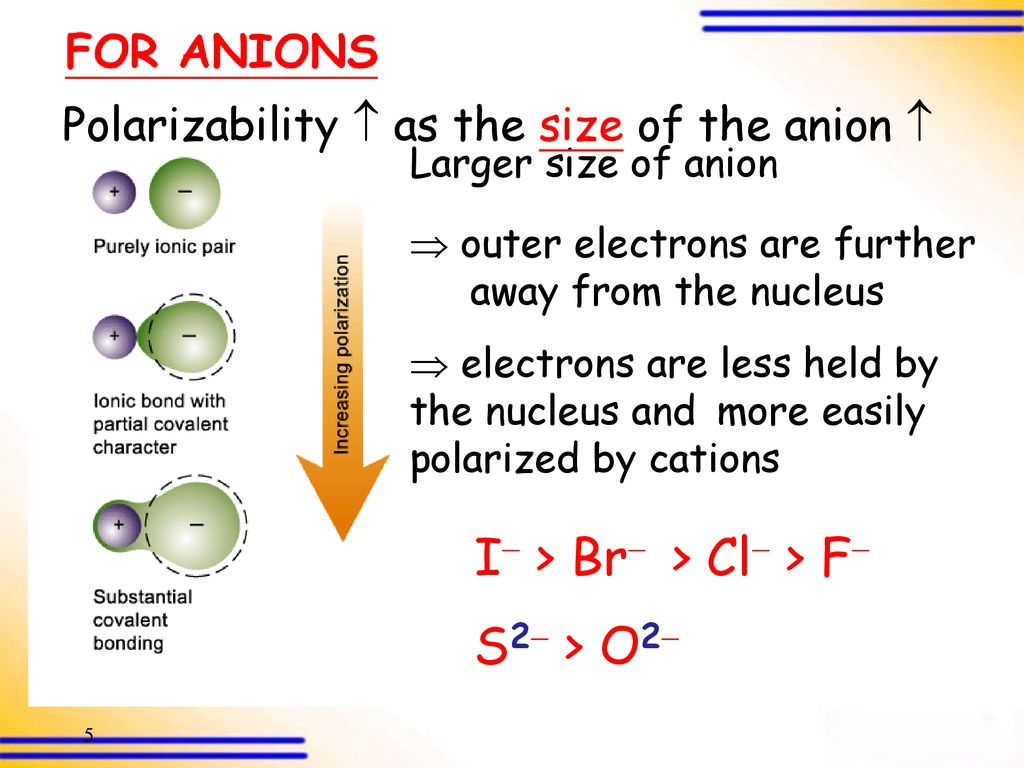 FOR ANIONS
Polarizability ↑ as the size of the anion ↑
Larger size of anion
⇒ outer electrons are further
away from the nucleus
⇒ electrons are less held by
the nucleus and more easily
polarized by cations
I⁻ > Br⁻ > Cl⁻ > F⁻
S²⁻ > O²⁻
+ −
Purely ionic pair
+ −
Ionic bond with
partial covalent
character
+ −
Substantial
covalent
bonding
Increasing polarization
5